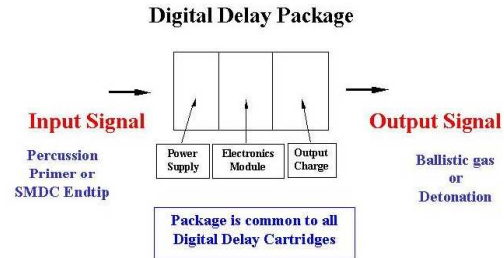 Digital Delay Package
Input Signal
Output Signal
Percussion
Primer or
SMDC Endtip
Power
Supply
Electronics
Module
Output
Charge
Ballistic gas
or
Detonation
Package is common to all
Digital Delay Cartridges